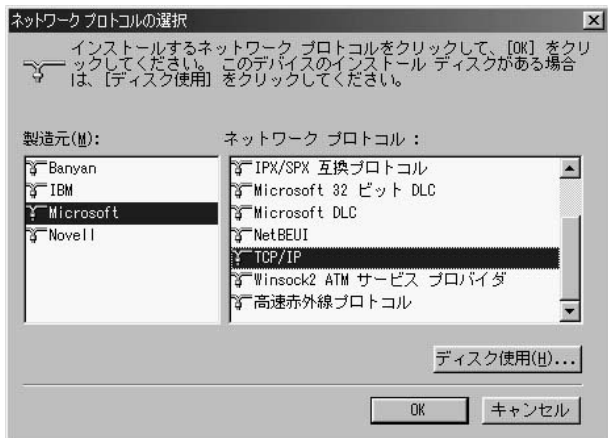 ネットワーク プロトコルの選択
インストールするネットワーク プロトコルをクリックして、[OK] をクリ
ックしてください。 このデバイスのインストール ディスクがある場合
は、[ディスク使用] をクリックしてください。
製造元(M):
Banyan
IBM
Microsoft
Novell
ネットワーク プロトコル :
IPX/SPX 互換プロトコル
Microsoft 32 ビット DLC
Microsoft DLC
NetBEUI
TCP/IP
Winsock2 ATM サービス プロバイダ
高速赤外線プロトコル
ディスク使用(H)...
OK
キャンセル